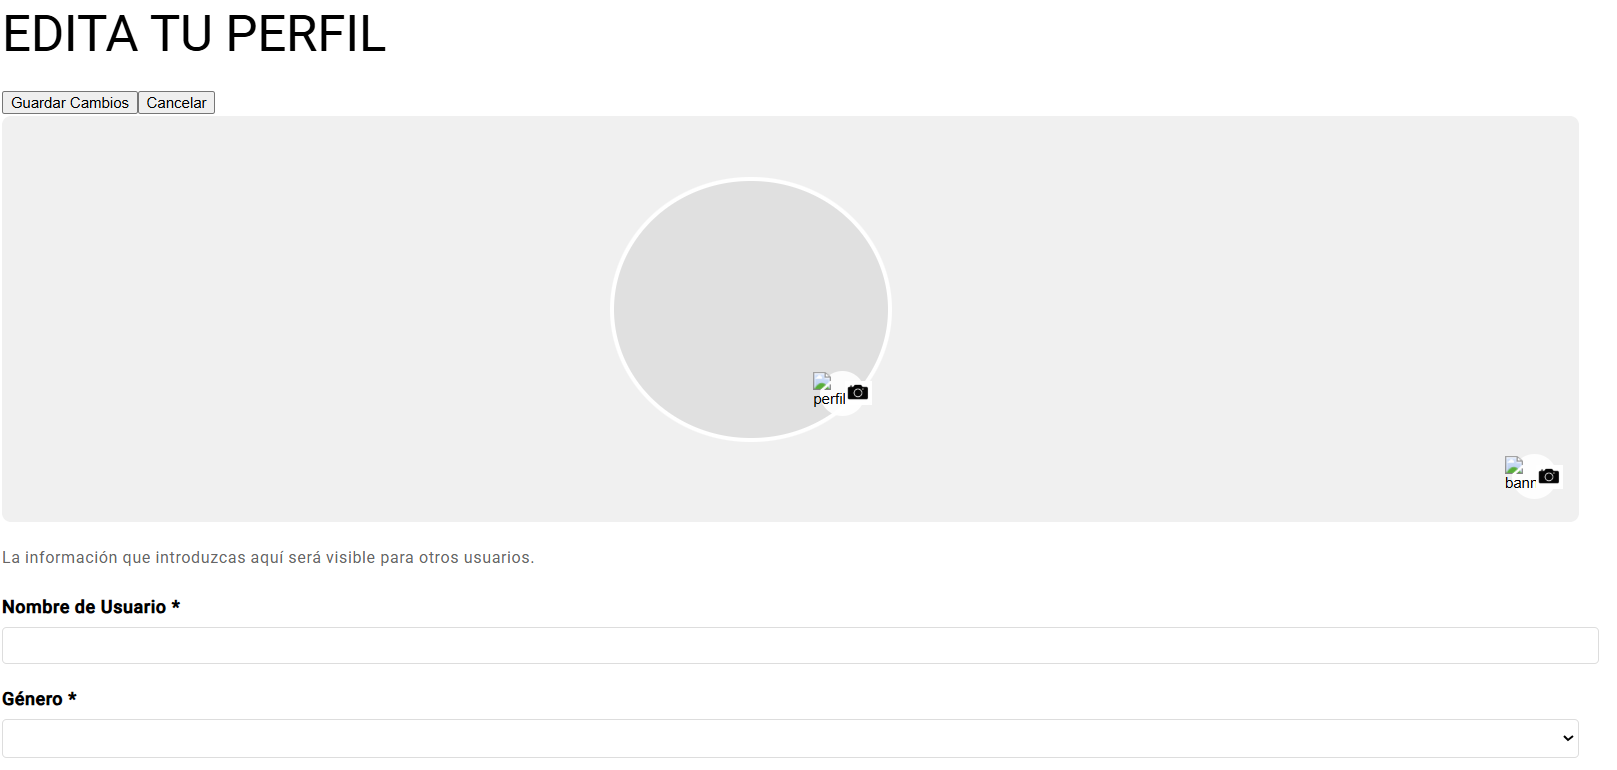 EDITA TU PERFIL
Guardar Cambios Cancelar
perfil
bann
La información que introduzcas aquí será visible para otros usuarios.
Nombre de Usuario *
Género *